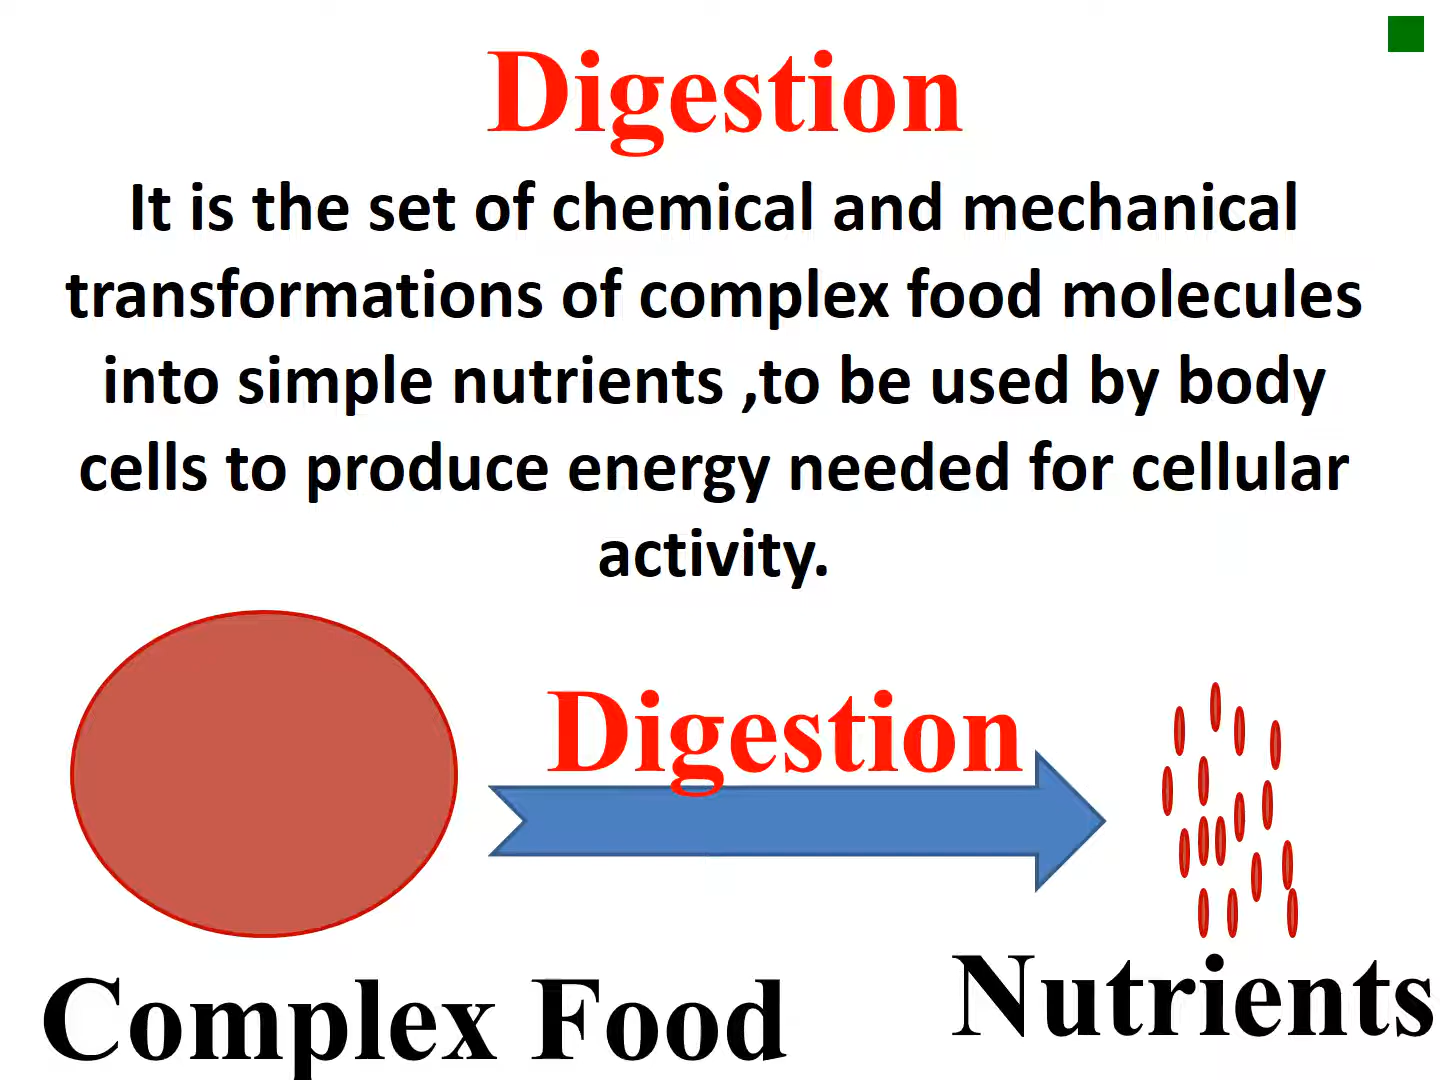 Digestion
It is the set of chemical and mechanical
transformations of complex food molecules
into simple nutrients ,to be used by body
cells to produce energy needed for cellular
activity.
Digestion
Complex Food
Nutrients